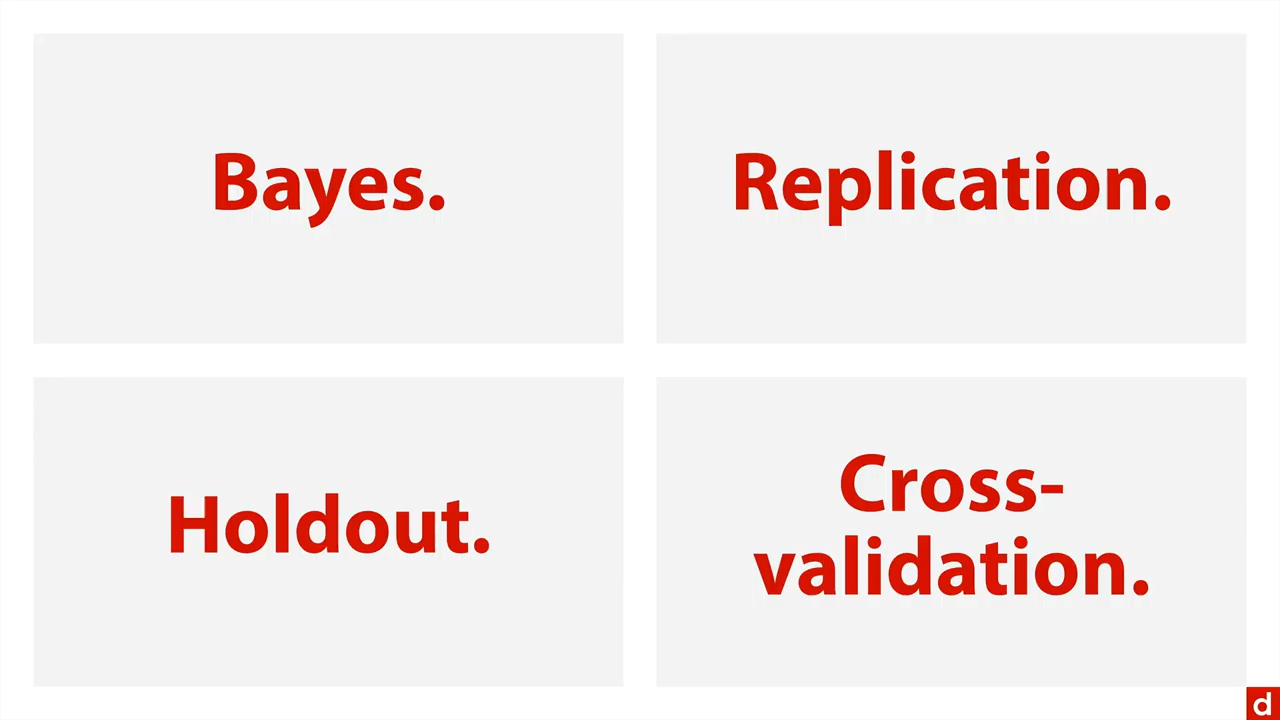 Bayes.
Replication.
Holdout.
Cross-
validation.
d